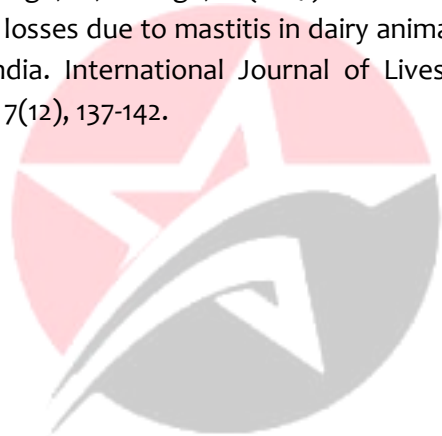 losses due to mastitis in dairy anima
ndia. International Journal of Lives
7(12), 137-142.